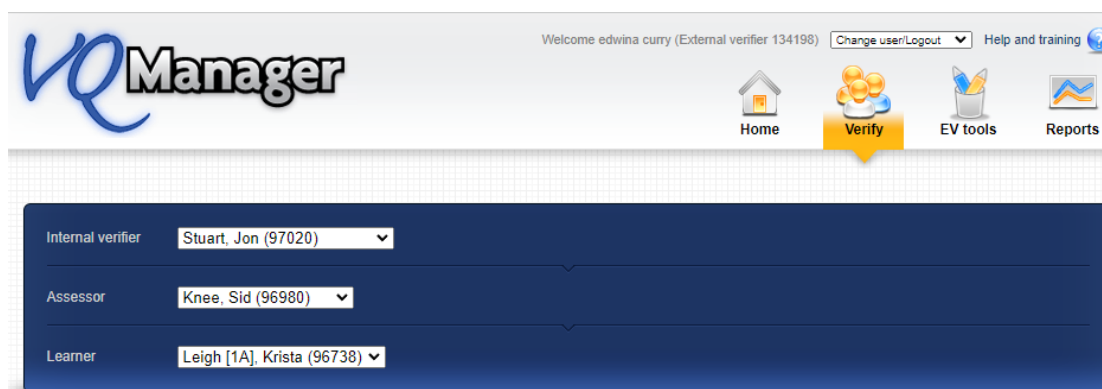 VQManager
Welcome edwina curry (External verifier 134198) Change user/Logout Help and training
Home Verify EV tools Reports
Internal verifier Stuart, Jon (97020)
Assessor Knee, Sid (96980)
Learner Leigh [1A], Krista (96738)